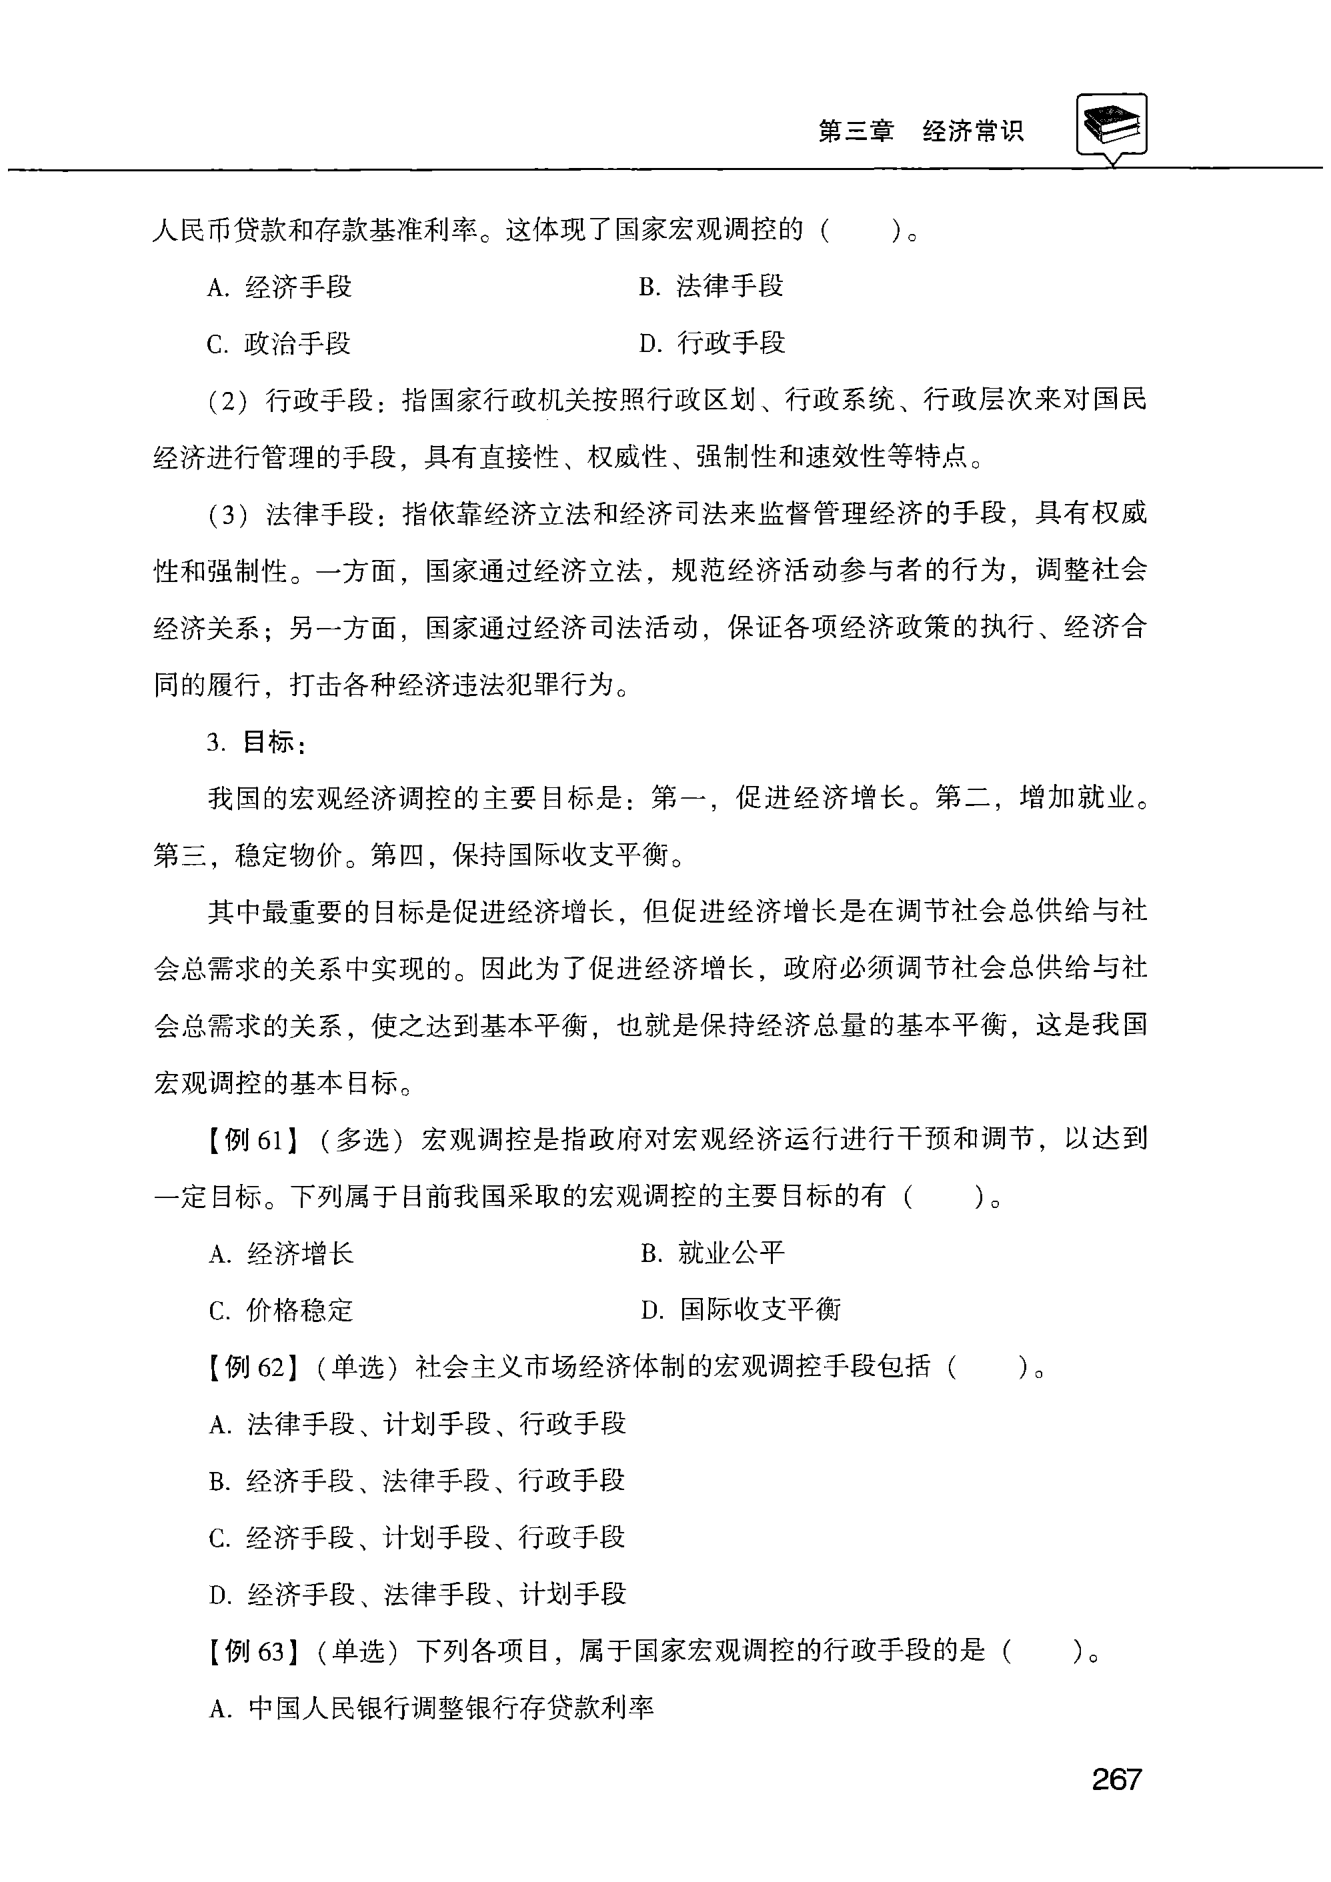 第三章 经济常识
人民币贷款和存款基准利率。这体现了国家宏观调控的（　　）。
A. 经济手段　B. 法律手段
C. 政治手段　D. 行政手段
（2）行政手段：指国家行政机关按照行政区划、行政系统、行政层次来对国民
经济进行管理的手段，具有直接性、权威性、强制性和速效性等特点。
（3）法律手段：指依靠经济立法和经济司法来监督管理经济的手段，具有权威
性和强制性。一方面，国家通过经济立法，规范经济活动参与者的行为，调整社会
经济关系；另一方面，国家通过经济司法活动，保证各项经济政策的执行、经济合
同的履行，打击各种经济违法犯罪行为。
3. 目标：
我国的宏观经济调控的主要目标是：第一，促进经济增长。第二，增加就业。
第三，稳定物价。第四，保持国际收支平衡。
其中最重要的目标是促进经济增长，但促进经济增长是在调节社会总供给与社
会总需求的关系中实现的。因此为了促进经济增长，政府必须调节社会总供给与社
会总需求的关系，使之达到基本平衡，也就是保持经济总量的基本平衡，这是我国
宏观调控的基本目标。
【例 61】（多选）宏观调控是指政府对宏观经济运行进行干预和调节，以达到
一定目标。下列属于目前我国采取的宏观调控的主要目标的有（　　）。
A. 经济增长　B. 就业公平
C. 价格稳定　D. 国际收支平衡
【例 62】（单选）社会主义市场经济体制的宏观调控手段包括（　　）。
A. 法律手段、计划手段、行政手段
B. 经济手段、法律手段、行政手段
C. 经济手段、计划手段、行政手段
D. 经济手段、法律手段、计划手段
【例 63】（单选）下列各项目，属于国家宏观调控的行政手段的是（　　）。
A. 中国人民银行调整银行存贷款利率
267